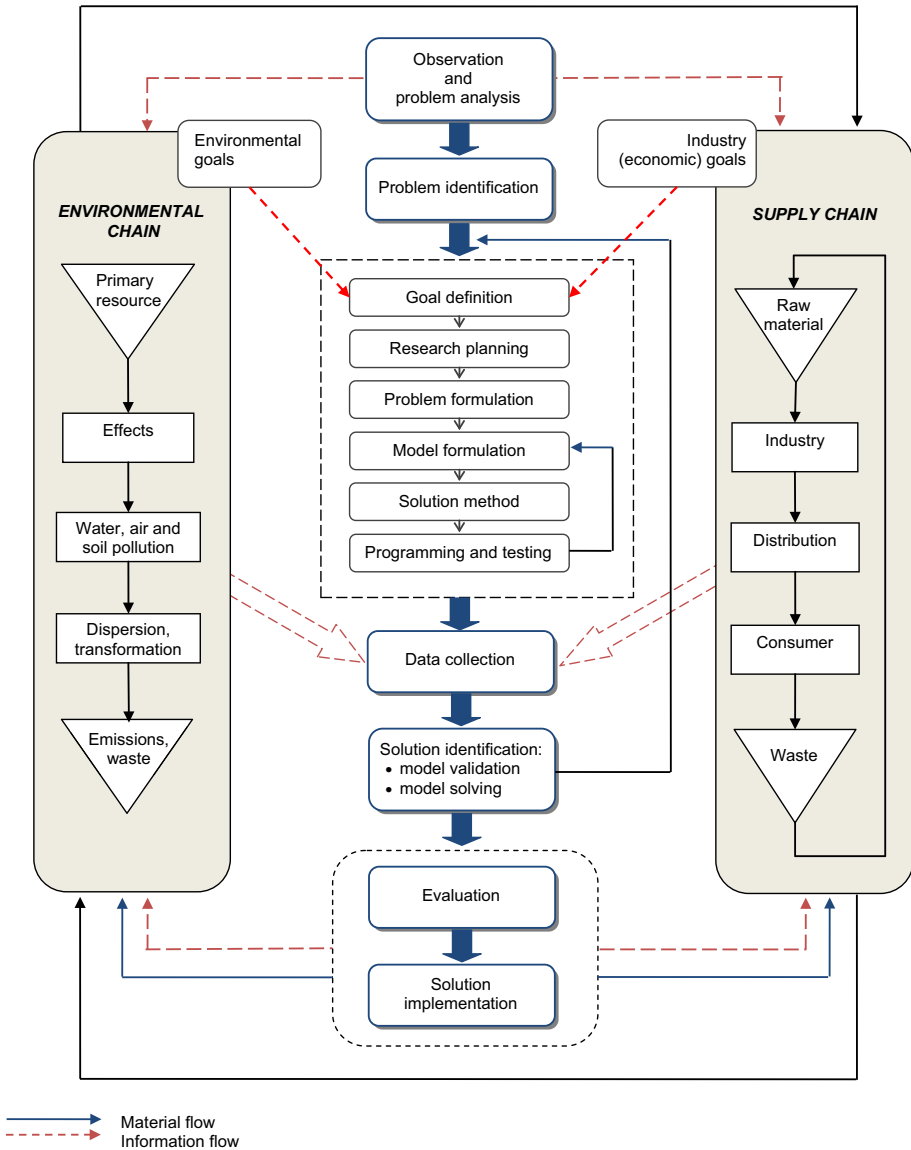 Observation
and
problem analysis
Environmental
goals
Industry
(economic) goals
Problem identification
ENVIRONMENTAL
CHAIN
Primary
resource
Effects
Water, air and
soil pollution
Dispersion,
transformation
Emissions,
waste
Goal definition
Research planning
Problem formulation
Model formulation
Solution method
Programming and testing
Data collection
Solution identification:
• model validation
• model solving
Evaluation
Solution
implementation
SUPPLY CHAIN
Raw
material
Industry
Distribution
Consumer
Waste
Material flow
Information flow